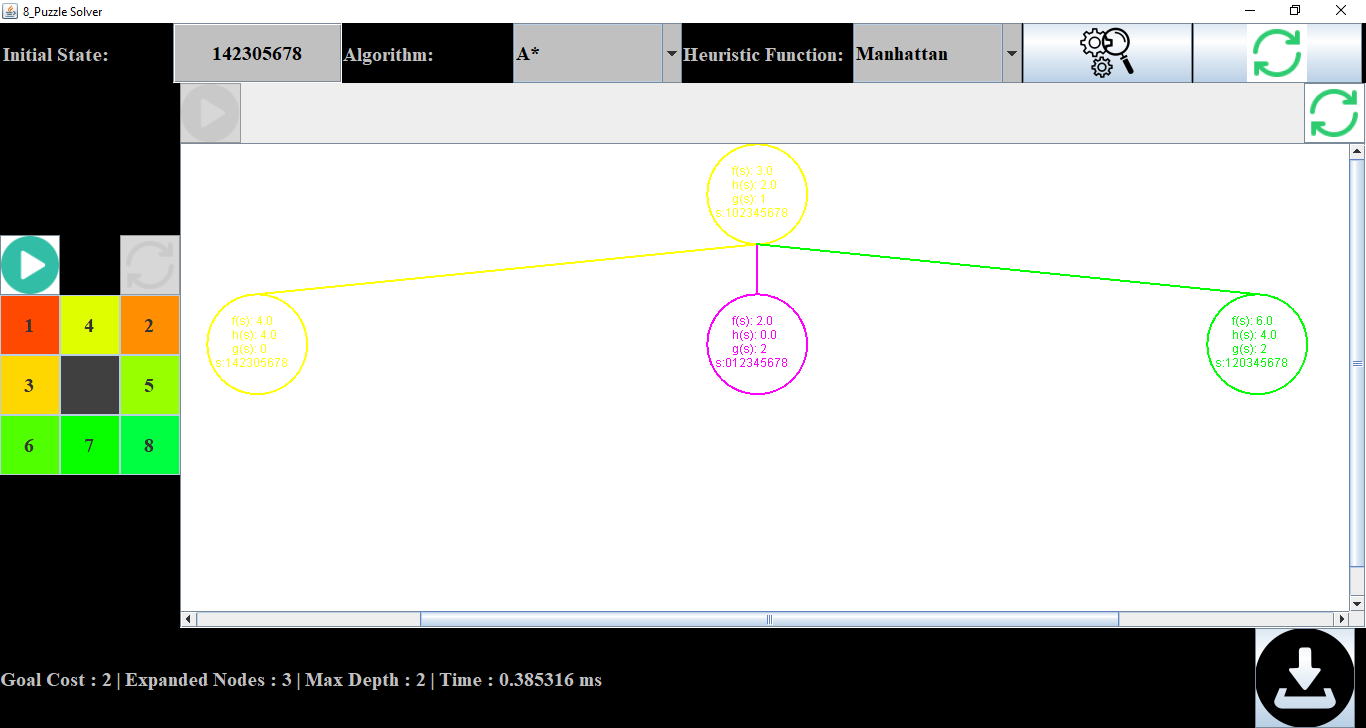 8_Puzzle Solver
Initial State: 142305678 Algorithm: A* Heuristic Function: Manhattan
f(s): 3.0
h(s): 2.0
g(s): 1
s:102345678
f(s): 4.0
h(s): 4.0
g(s): 0
s:142305678
f(s): 2.0
h(s): 0.0
g(s): 2
s:012345678
f(s): 6.0
h(s): 4.0
g(s): 2
s:120345678
1 4 2
3 5
6 7 8
Goal Cost : 2 | Expanded Nodes : 3 | Max Depth : 2 | Time : 0.385316 ms